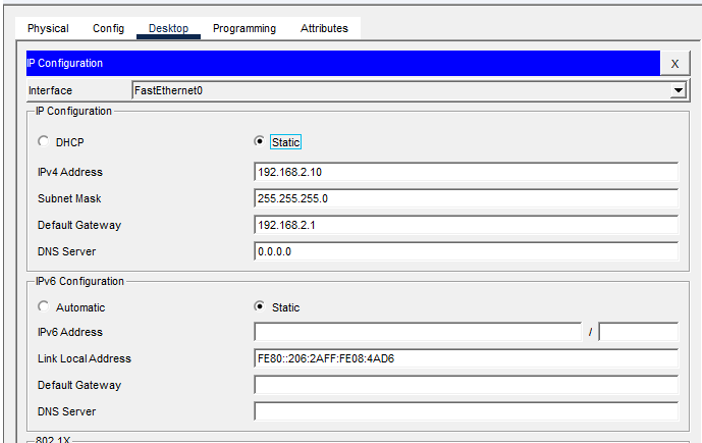 Physical Config Desktop Programming Attributes
IP Configuration X
Interface FastEthernet0
IP Configuration
DHCP Static
IPv4 Address 192.168.2.10
Subnet Mask 255.255.255.0
Default Gateway 192.168.2.1
DNS Server 0.0.0.0
IPv6 Configuration
Automatic Static
IPv6 Address /
Link Local Address FE80::206:2AFF:FE08:4AD6
Default Gateway
DNS Server
802.1X